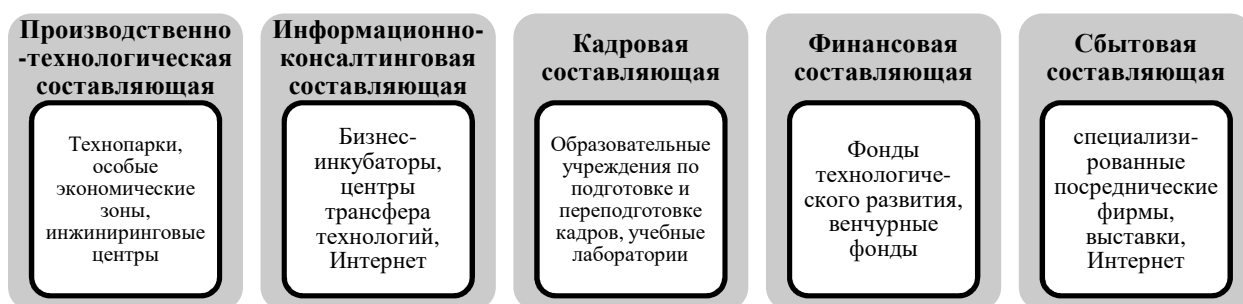 Производственно
-технологическая
составляющая
Технопарки,
особые
экономические
зоны,
инжиниринговые
центры
Информационно-
консалтинговая
составляющая
Бизнес-
инкубаторы,
центры
трансфера
технологий,
Интернет
Кадровая
составляющая
Образовательные
учреждения по
подготовке и
переподготовке
кадров, учебные
лаборатории
Финансовая
составляющая
Фонды
технологиче-
ского развития,
венчурные
фонды
Сбытовая
составляющая
специализи-
рованные
посреднические
фирмы,
выставки,
Интернет